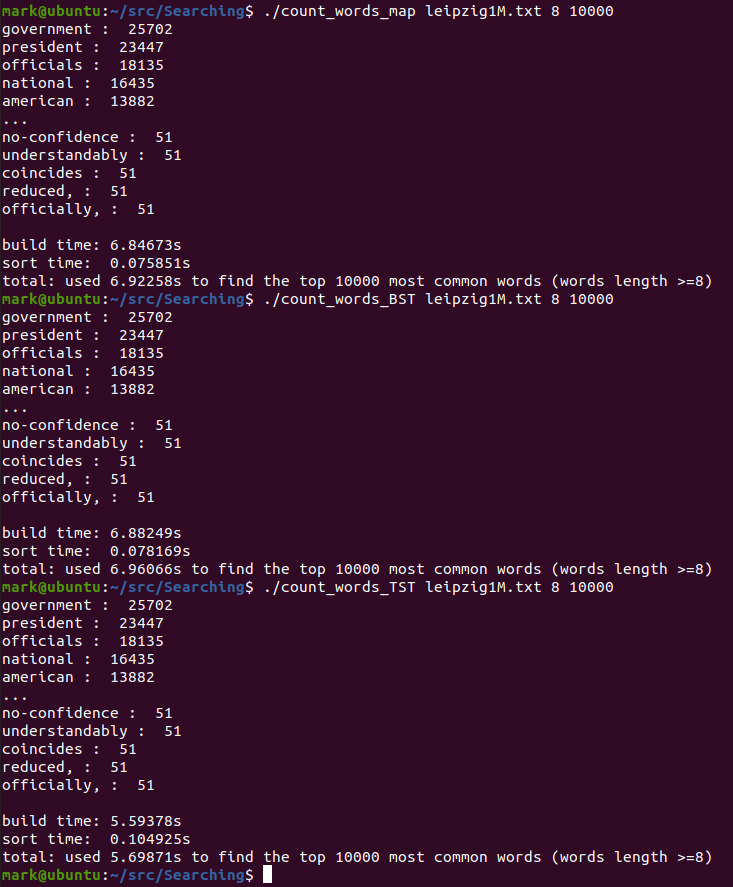 mark@ubuntu:~/src/Searching$ ./count_words_map leipzig1M.txt 8 10000
government :  25702
president :  23447
officials :  18135
national :  16435
american :  13882
...
no-confidence :  51
understandably :  51
coincides :  51
reduced, :  51
officially, :  51

build time: 6.84673s
sort time:  0.075851s
total: used 6.92258s to find the top 10000 most common words (words length >=8)
mark@ubuntu:~/src/Searching$ ./count_words_BST leipzig1M.txt 8 10000
government :  25702
president :  23447
officials :  18135
national :  16435
american :  13882
...
no-confidence :  51
understandably :  51
coincides :  51
reduced, :  51
officially, :  51

build time: 6.88249s
sort time:  0.078169s
total: used 6.96066s to find the top 10000 most common words (words length >=8)
mark@ubuntu:~/src/Searching$ ./count_words_TST leipzig1M.txt 8 10000
government :  25702
president :  23447
officials :  18135
national :  16435
american :  13882
...
no-confidence :  51
understandably :  51
coincides :  51
reduced, :  51
officially, :  51

build time: 5.59378s
sort time:  0.104925s
total: used 5.69871s to find the top 10000 most common words (words length >=8)
mark@ubuntu:~/src/Searching$